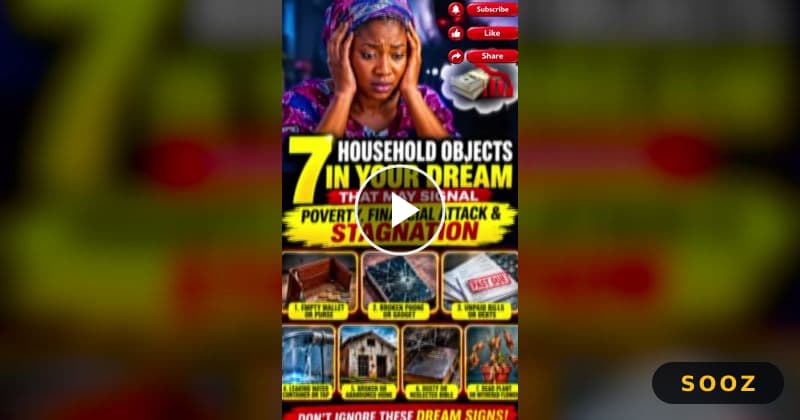 Subscribe
Like
Share
7 HOUSEHOLD OBJECTS
IN YOUR DREAM
THAT MAY SIGNAL
POVERTY, FINANCIAL ATTACK &
STAGNATION
PAST DUE
1. EMPTY WALLET
OR PURSE
2. BROKEN PHONE
OR GADGET
3. UNPAID BILLS
OR DEBTS
4. LEAKING WATER
CONTAINER OR TAP
5. BROKEN OR
ABANDONED HOME
6. DUSTY OR
NEGLECTED BIBLE
7. DEAD PLANT
OR WITHERED
DON'T IGNORE THESE DREAM SIGNS!
SOOZ